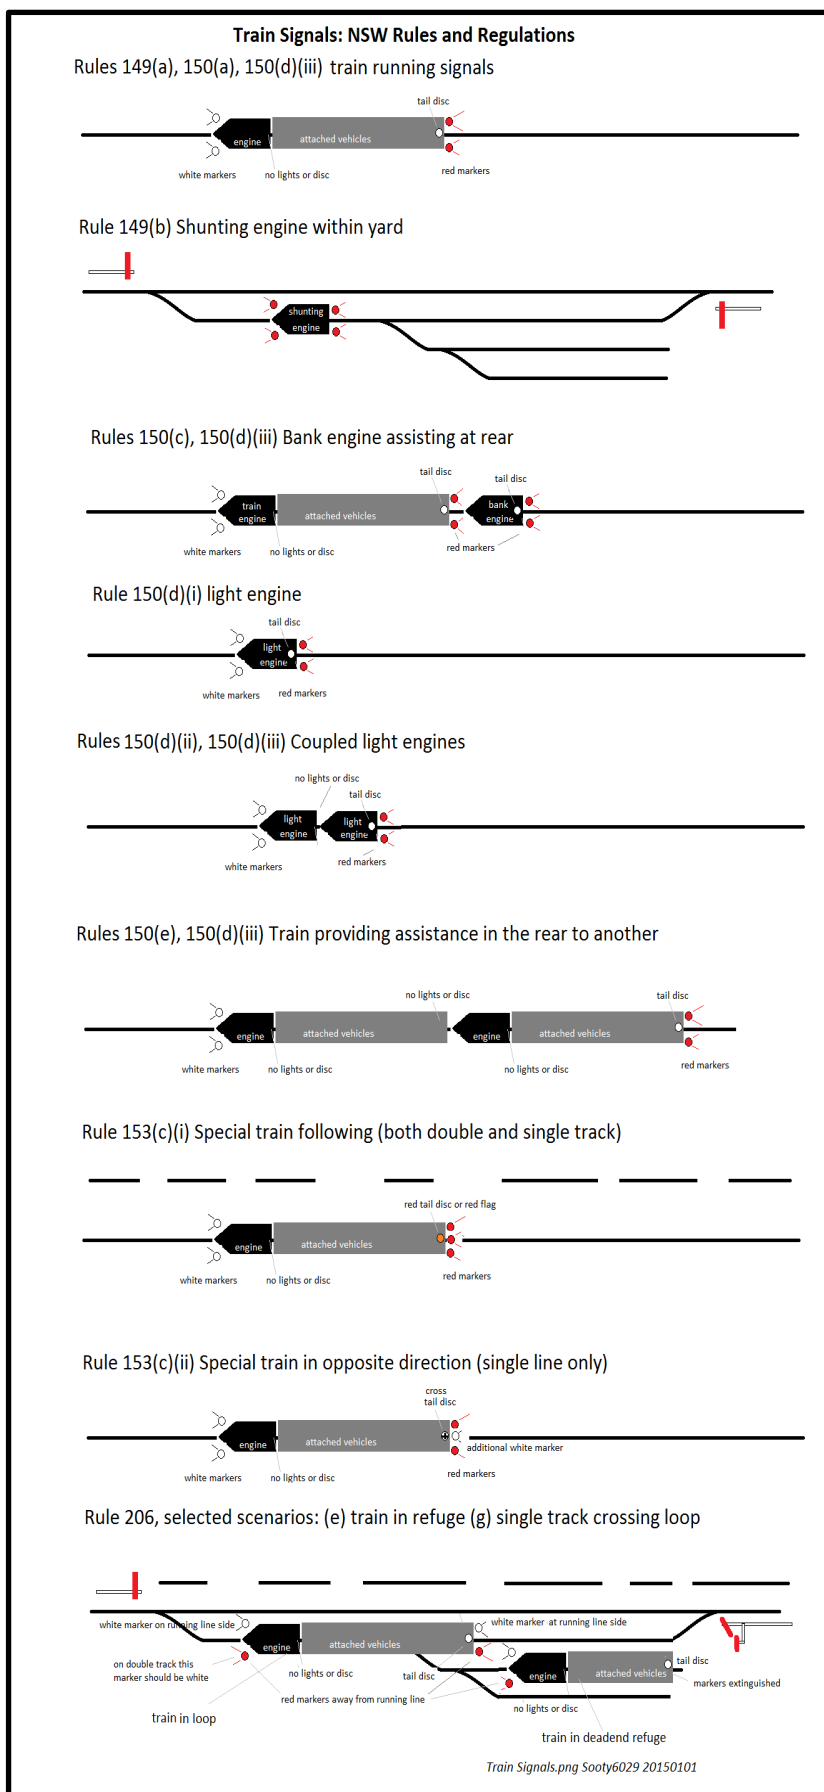 Train Signals: NSW Rules and Regulations
Rules 149(a), 150(a), 150(d)(iii) train running signals
tail disc
engine
attached vehicles
white markers
no lights or disc
red markers
Rule 149(b) Shunting engine within yard
shunting
engine
Rules 150(c), 150(d)(iii) Bank engine assisting at rear
tail disc
tail disc
train
engine
attached vehicles
bank
engine
white markers
no lights or disc
red markers
Rule 150(d)(i) light engine
tail disc
light
engine
white markers
red markers
Rules 150(d)(ii), 150(d)(iii) Coupled light engines
no lights or disc
tail disc
light
engine
light
engine
white markers
red markers
Rules 150(e), 150(d)(iii) Train providing assistance in the rear to another
no lights or disc
tail disc
engine
attached vehicles
engine
attached vehicles
white markers
no lights or disc
no lights or disc
red markers
Rule 153(c)(i) Special train following (both double and single track)
red tail disc or red flag
engine
attached vehicles
white markers
no lights or disc
red markers
Rule 153(c)(ii) Special train in opposite direction (single line only)
cross
tail disc
engine
attached vehicles
additional white marker
white markers
no lights or disc
red markers
Rule 206, selected scenarios: (e) train in refuge (g) single track crossing loop
white marker on running line side
white marker at running line side
engine
attached vehicles
on double track this
marker should be white
no lights or disc
tail disc
engine
attached vehicles
tail disc
markers extinguished
red markers away from running line
no lights or disc
train in loop
train in deadend refuge
Train Signals.png Sooty6029 20150101